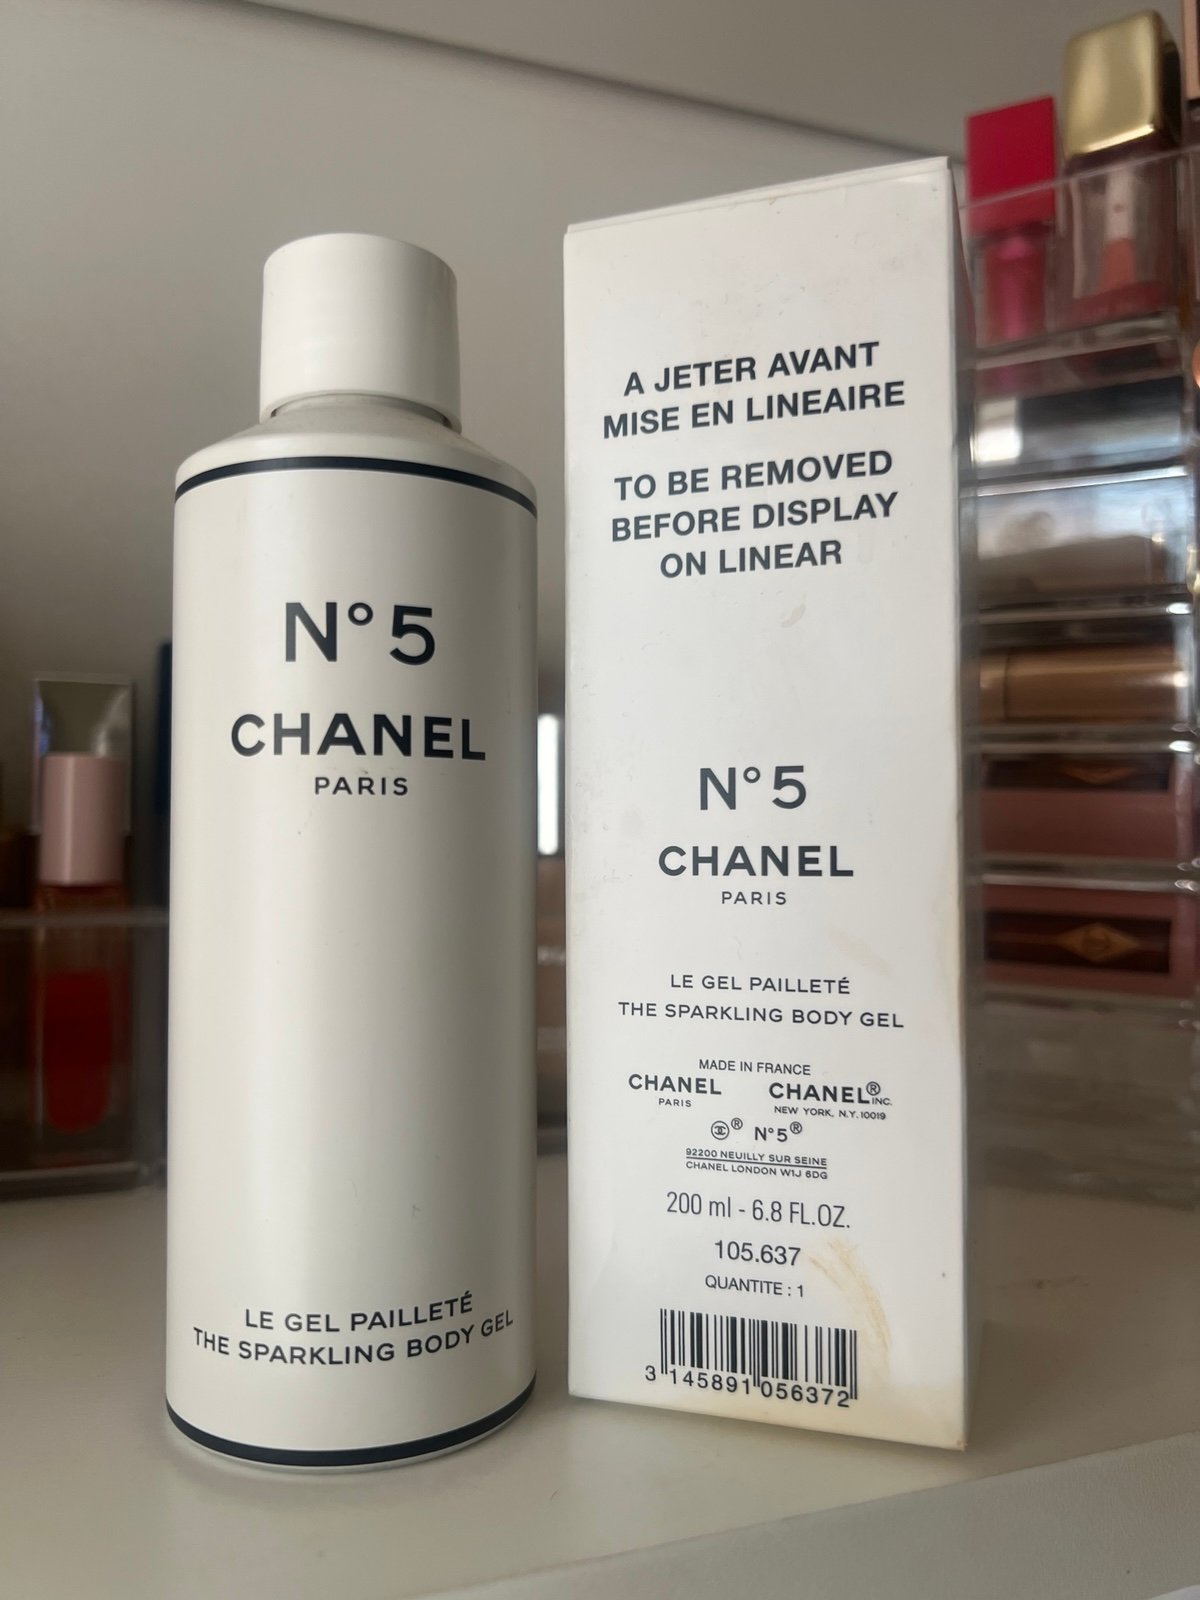 N° 5
CHANEL
PARIS
LE GEL PAILLETÉ
THE SPARKLING BODY GEL
A JETER AVANT
MISE EN LINEAIRE
TO BE REMOVED
BEFORE DISPLAY
ON LINEAR
N° 5
CHANEL
PARIS
LE GEL PAILLETÉ
THE SPARKLING BODY GEL
MADE IN FRANCE
CHANEL CHANEL® INC.
PARIS NEW YORK, N.Y. 10019
® N°5®
92200 NEUILLY SUR SEINE
CHANEL LONDON W1J 6DG
200 ml - 6.8 FL.OZ.
105.637
QUANTITE : 1
3 145891 056372